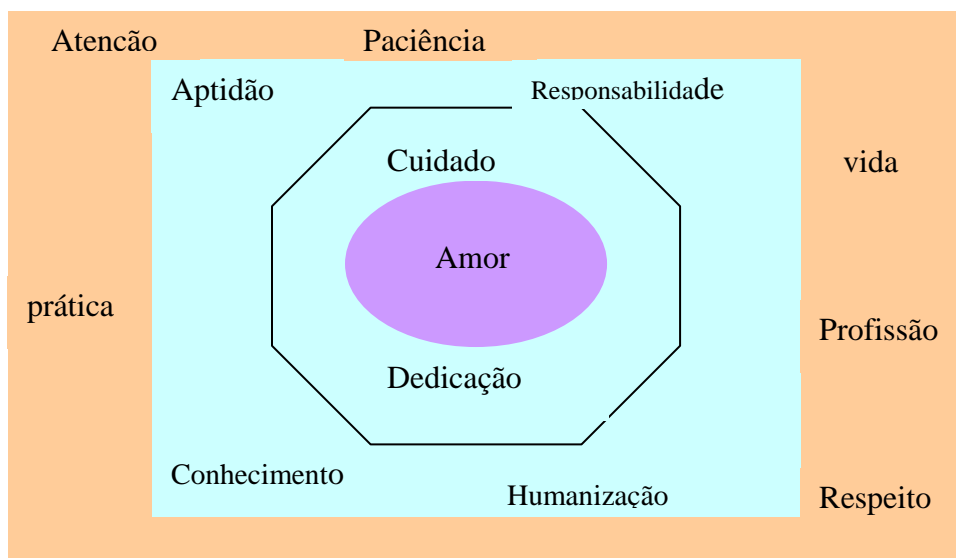 Atencão
Paciência
Aptidão
Responsabilidade
Cuidado
vida
Amor
prática
Profissão
Dedicação
Conhecimento
Humanização
Respeito